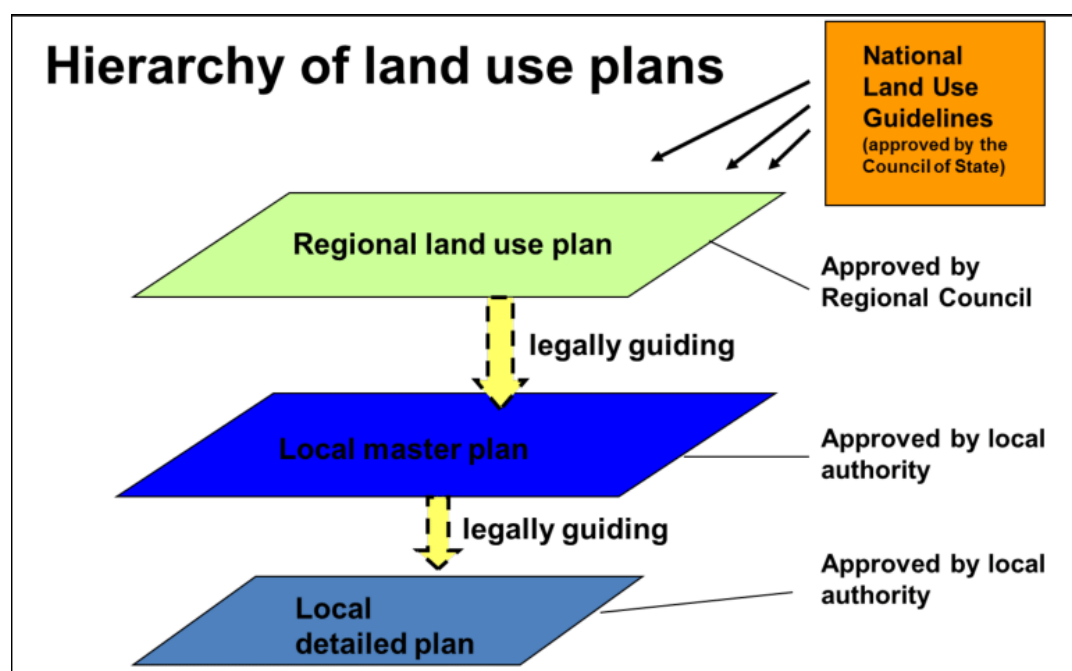 Hierarchy of land use plans
National
Land Use
Guidelines
(approved by the
Council of State)
Regional land use plan
Approved by
Regional Council
legally guiding
Local master plan
Approved by local
authority
legally guiding
Approved by local
authority
Local
detailed plan